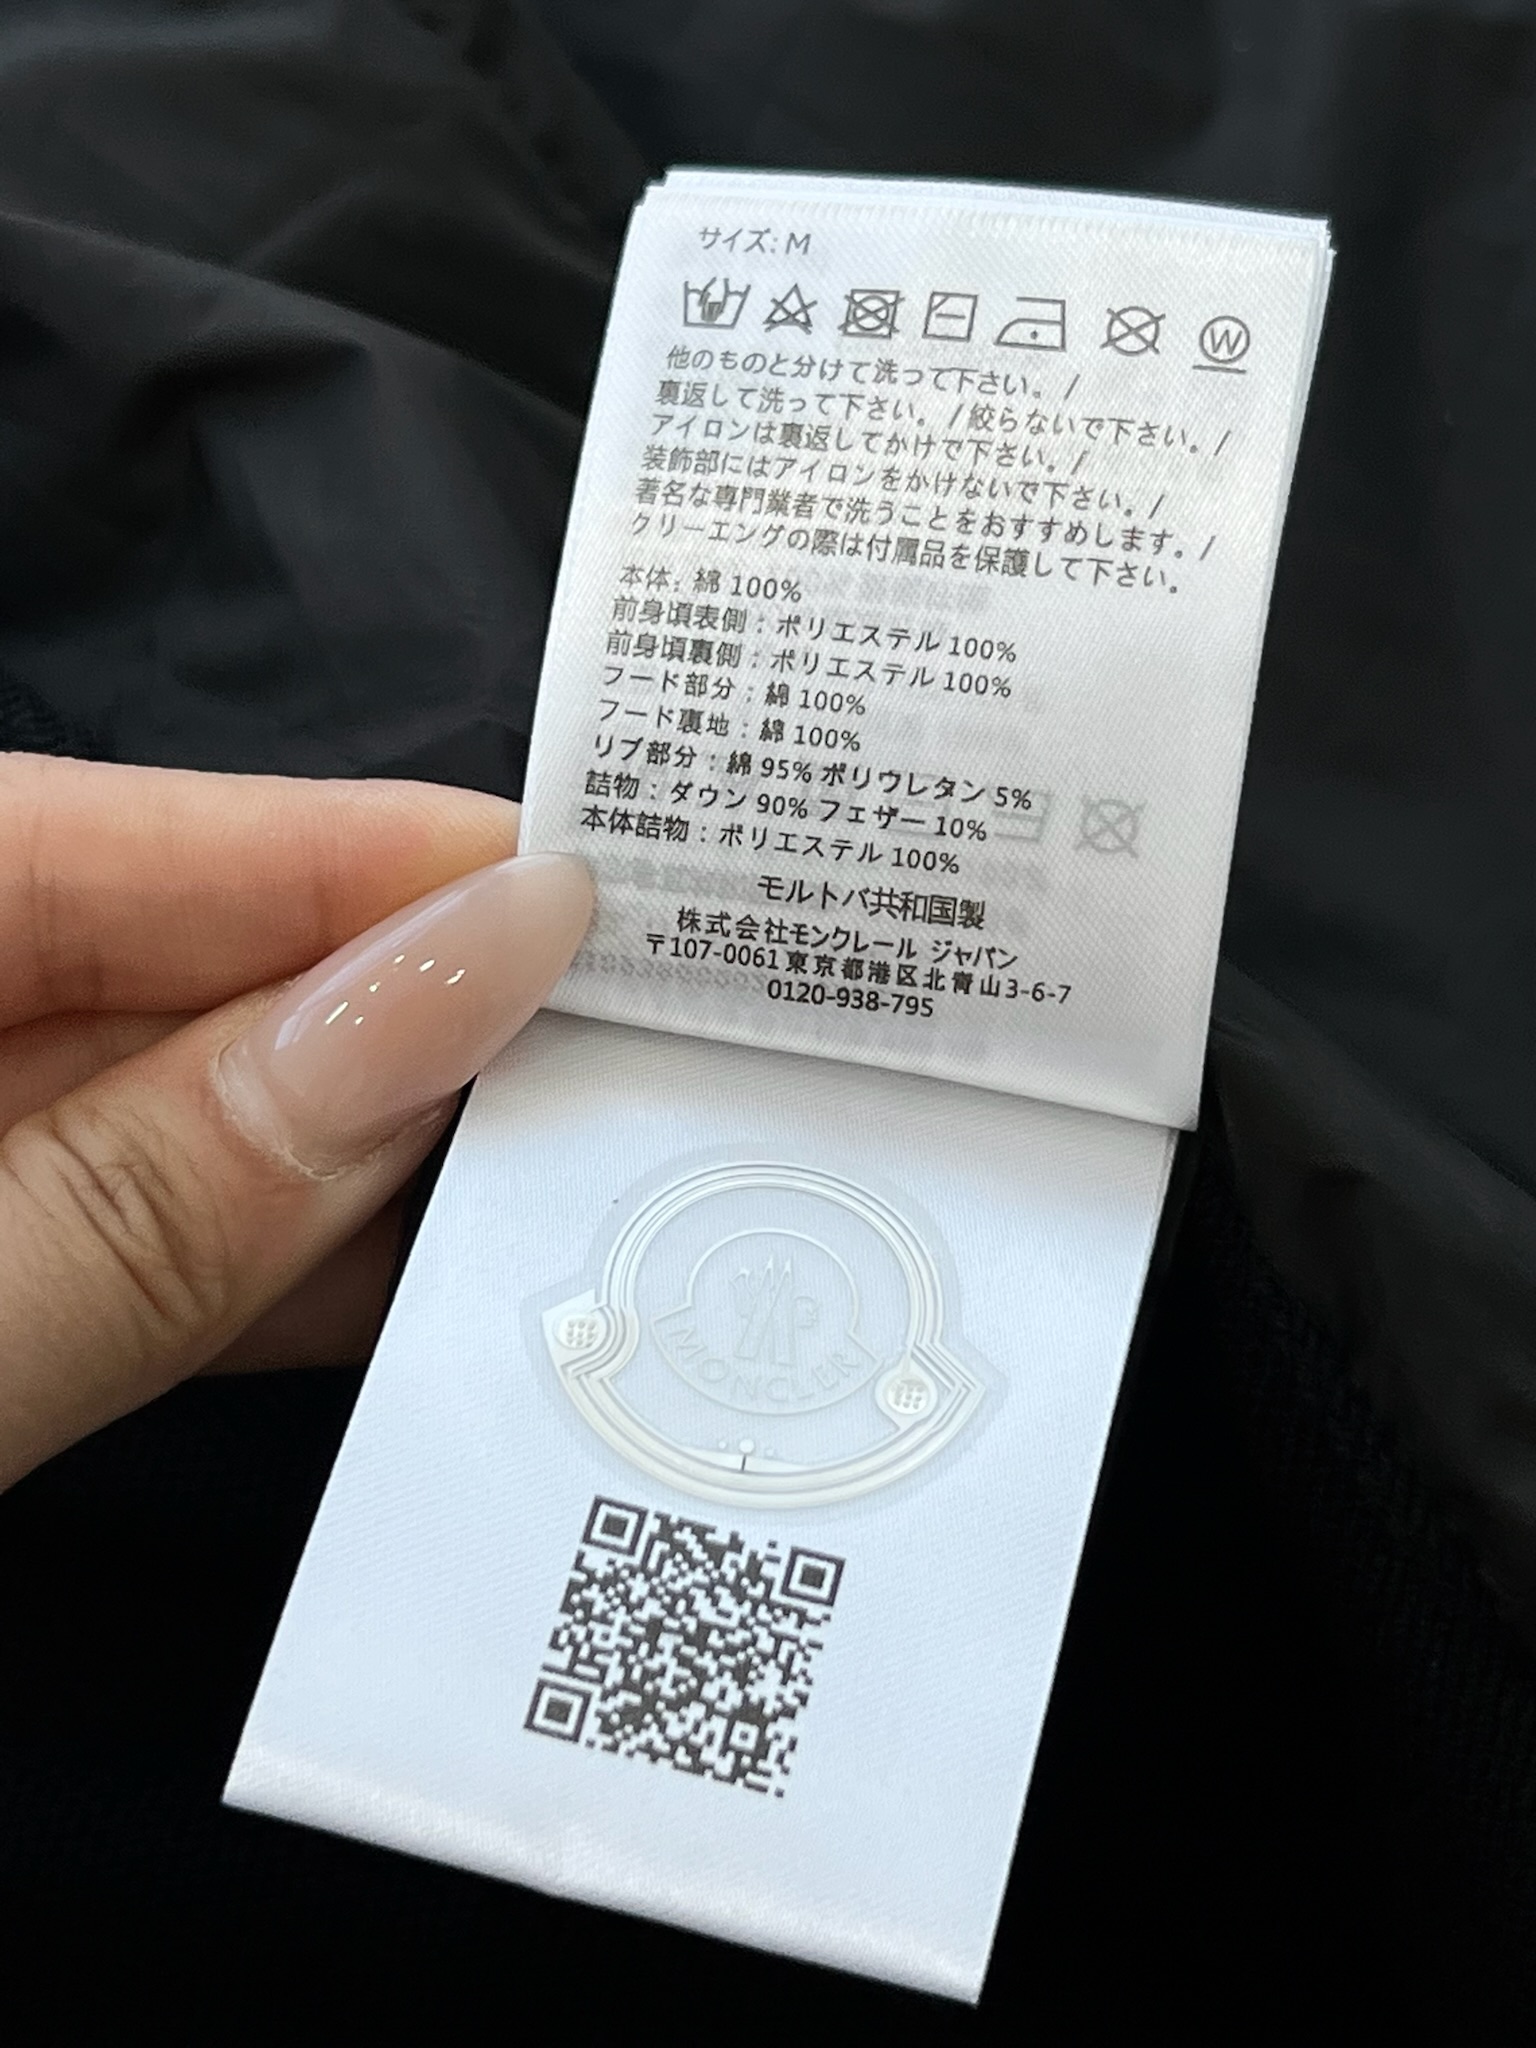 サイズ: M
W
他のものと分けて洗って下さい。/
裏返して洗って下さい。/絞らないで下さい。/
アイロンは裏返してかけて下さい。/
装飾部にはアイロンをかけないで下さい。/
著名な専門業者で洗うことをおすすめします。/
クリーエングの際は付属品を保護して下さい。
本体: 綿 100%
前身頃表側: ポリエステル 100%
前身頃裏側: ポリエステル 100%
フード部分: 綿 100%
フード裏地: 綿 100%
リブ部分: 綿 95% ポリウレタン 5%
詰物: ダウン 90% フェザー 10%
本体詰物: ポリエステル 100%
モルトバ共和国製
株式会社モンクレール ジャパン
〒107-0061 東京都港区北青山3-6-7
0120-938-795
MONCLER